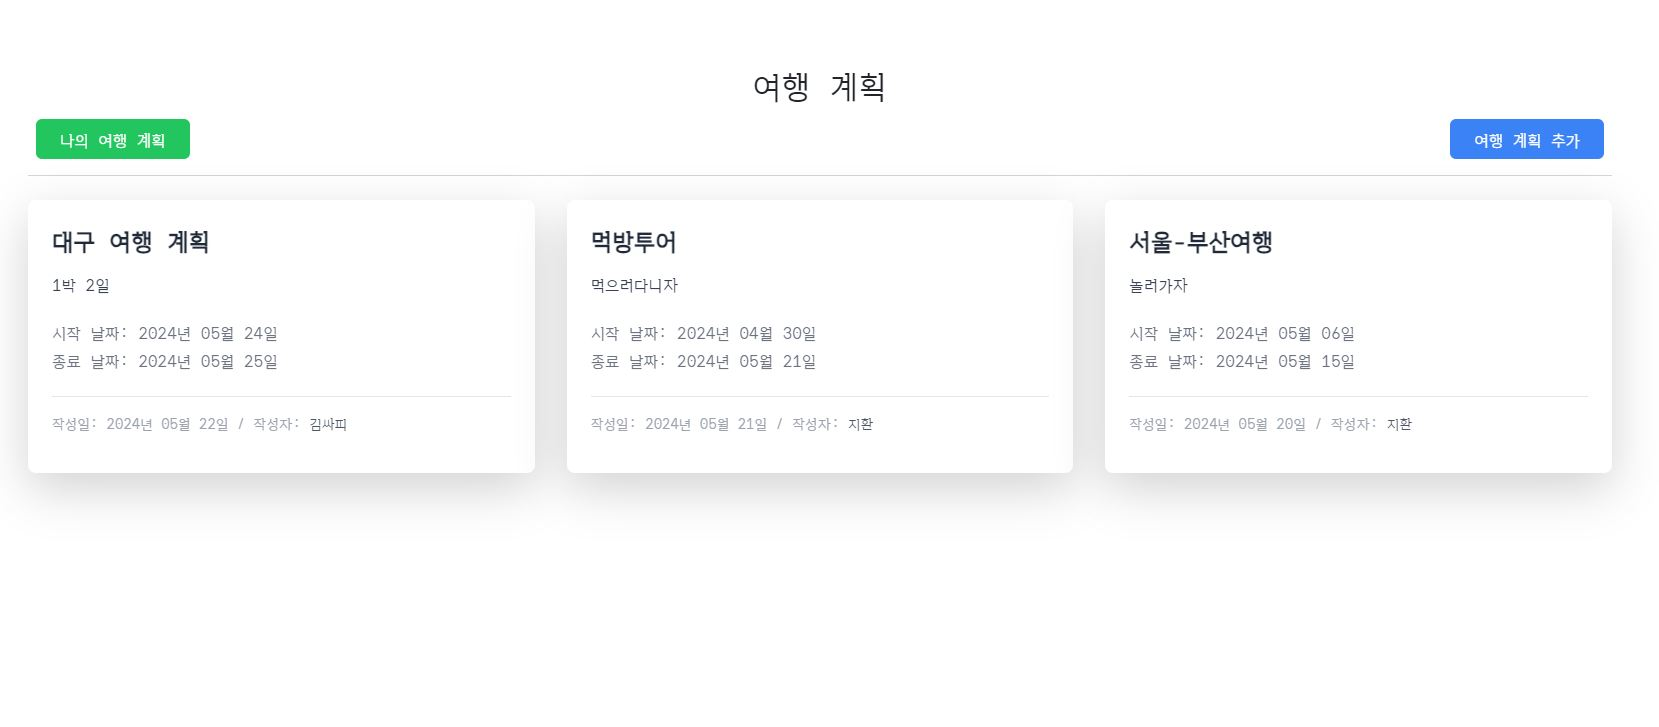 여행 계획
나의 여행 계획
여행 계획 추가
대구 여행 계획
1박 2일
시작 날짜: 2024년 05월 24일
종료 날짜: 2024년 05월 25일
작성일: 2024년 05월 22일 / 작성자: 김싸피
먹방투어
먹으러다니자
시작 날짜: 2024년 04월 30일
종료 날짜: 2024년 05월 21일
작성일: 2024년 05월 21일 / 작성자: 지환
서울-부산여행
놀러가자
시작 날짜: 2024년 05월 06일
종료 날짜: 2024년 05월 15일
작성일: 2024년 05월 20일 / 작성자: 지환